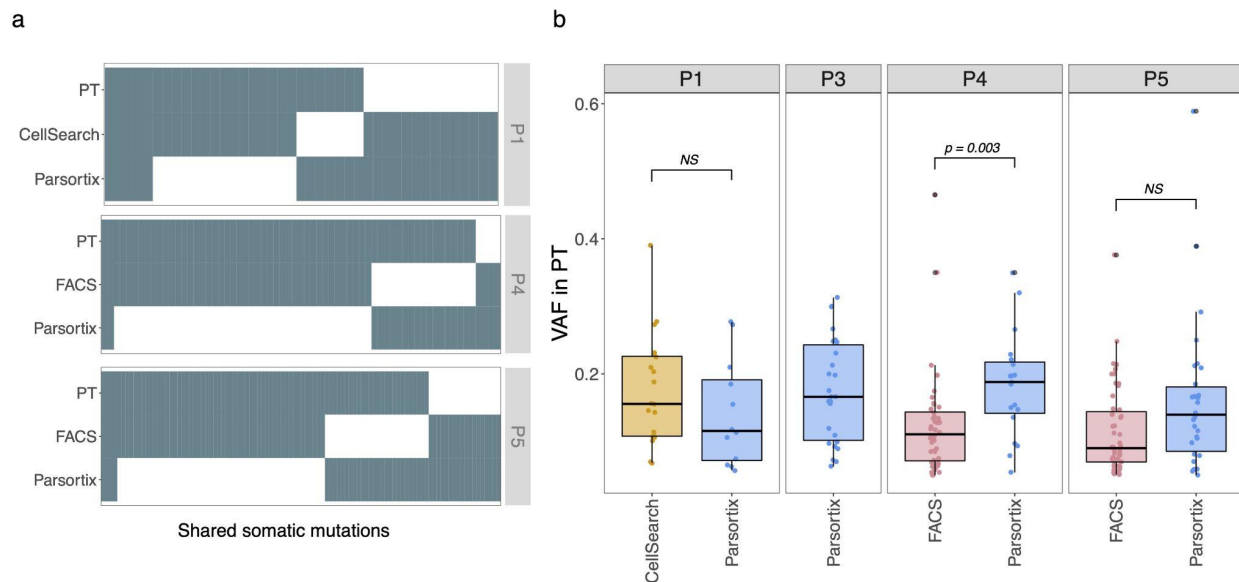 a
PT
CellSearch
Parsortix
P1
PT
FACS
Parsortix
P4
PT
FACS
Parsortix
P5
Shared somatic mutations
b
P1
P3
P4
P5
VAF in PT
0.6
0.4
0.2
NS
p = 0.003
NS
CellSearch
Parsortix
Parsortix
FACS
Parsortix
FACS
Parsortix